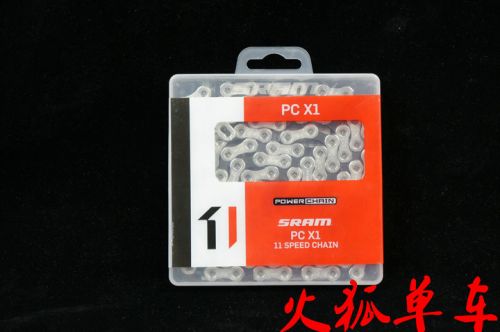 PC X1
POWERCHAIN
SRAM
PC X1
11 SPEED CHAIN
火狐单车